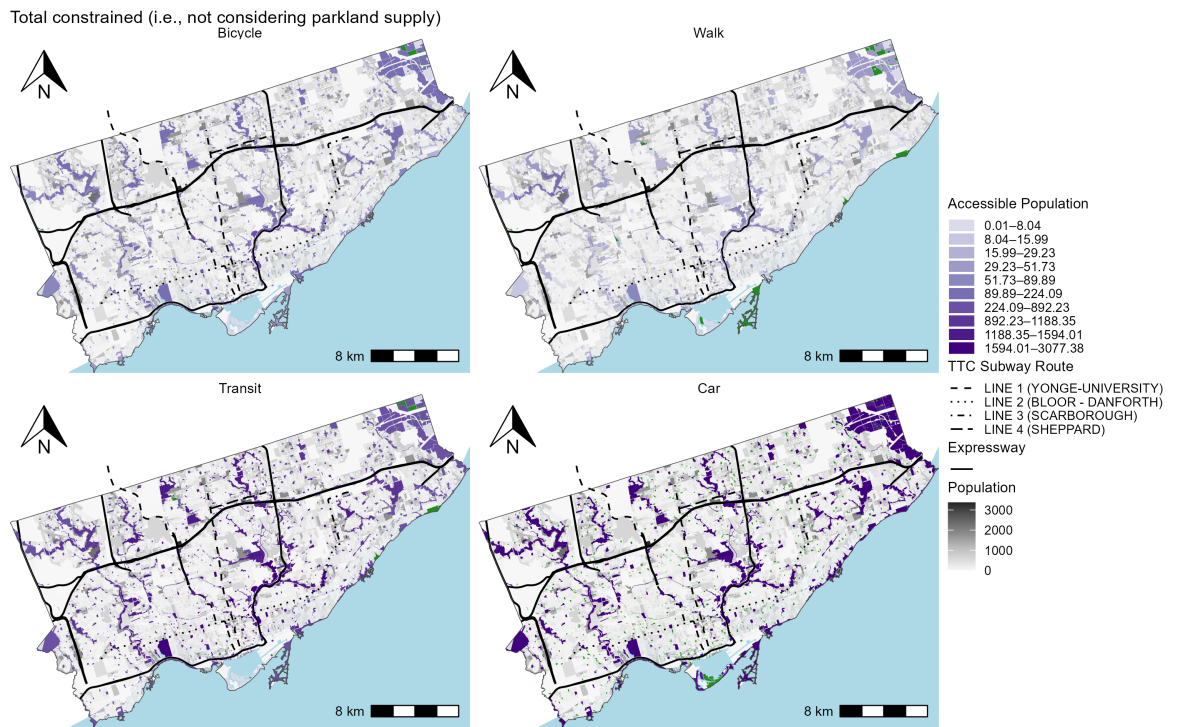 Total constrained (i.e., not considering parkland supply)
Bicycle
Walk
N
N
8 km
8 km
Transit
Car
N
N
8 km
8 km
Accessible Population
0.01–8.04
8.04–15.99
15.99–29.23
29.23–51.73
51.73–89.89
89.89–224.09
224.09–892.23
892.23–1188.35
1188.35–1594.01
1594.01–3077.38
TTC Subway Route
LINE 1 (YONGE-UNIVERSITY)
LINE 2 (BLOOR - DANFORTH)
LINE 3 (SCARBOROUGH)
LINE 4 (SHEPPARD)
Expressway
Population
3000
2000
1000
0